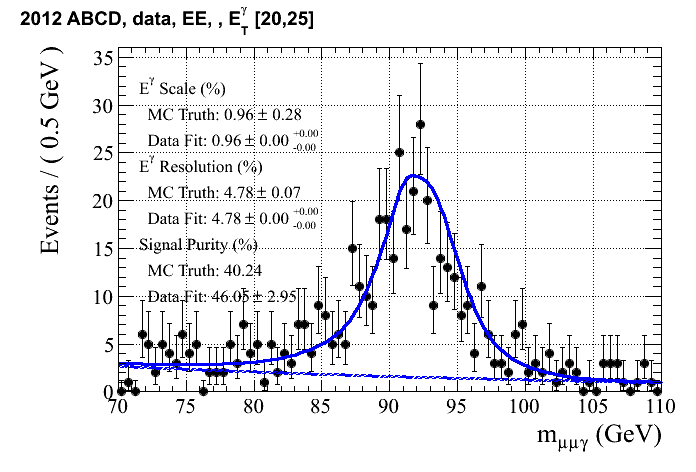 2012 ABCD, data, EE, , E_T^γ [20,25]
Events / ( 0.5 GeV )
35
30
25
20
15
10
5
0
E^γ Scale (%)
MC Truth: 0.96 ± 0.28
Data Fit: 0.96 ± 0.00 +0.00 -0.00
E^γ Resolution (%)
MC Truth: 4.78 ± 0.07
Data Fit: 4.78 ± 0.00 +0.00 -0.00
Signal Purity (%)
MC Truth: 40.24
Data Fit: 46.05 ± 2.95
70 75 80 85 90 95 100 105 110
m_μμγ (GeV)